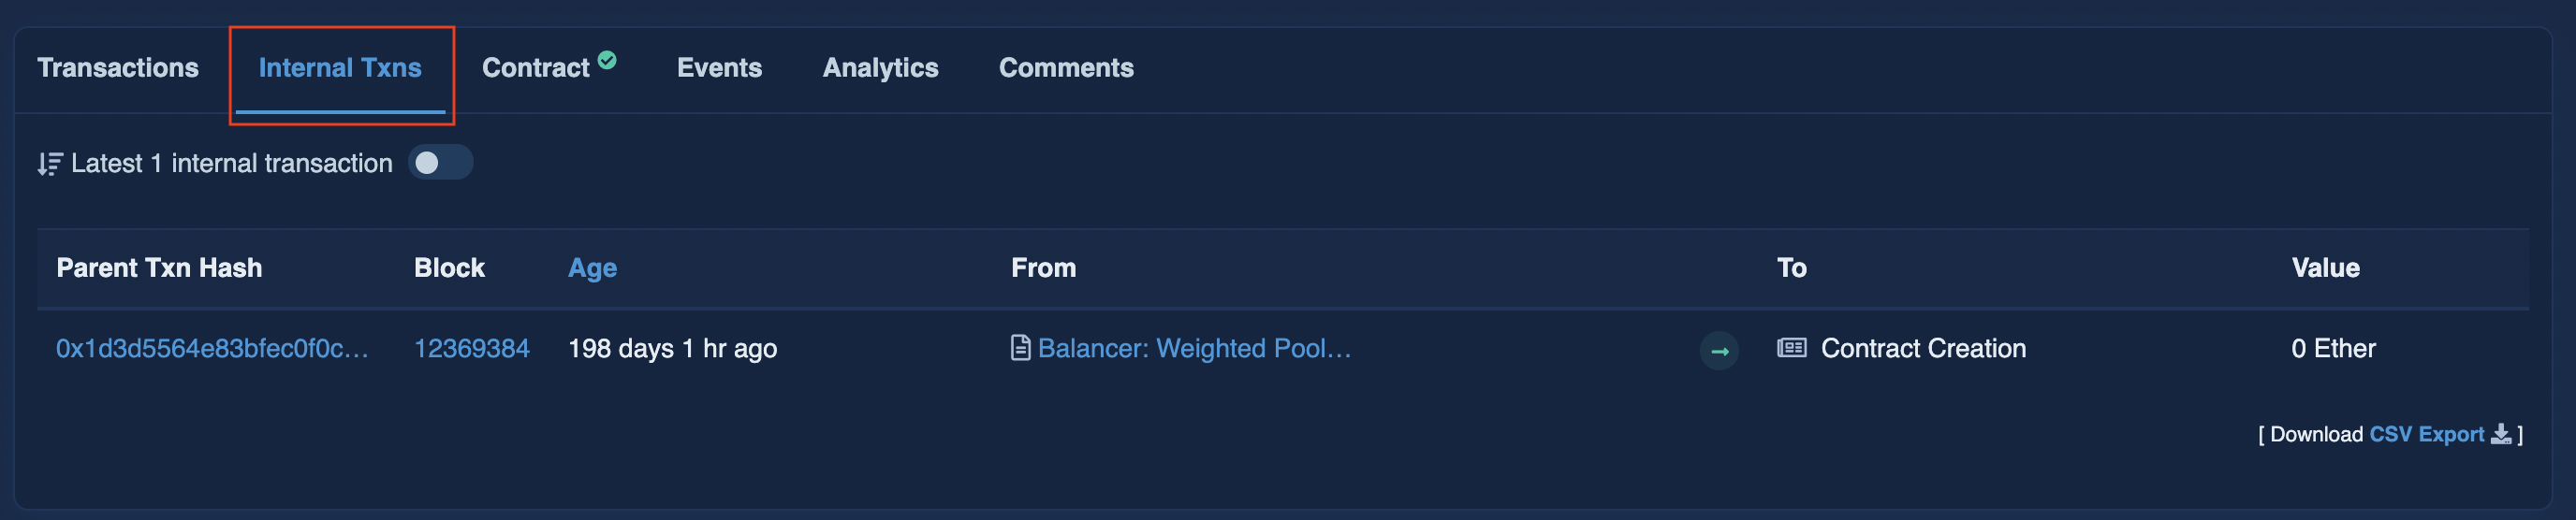 Transactions Internal Txns Contract Events Analytics Comments
Latest 1 internal transaction
Parent Txn Hash Block Age From To Value
0x1d3d5564e83bfec0f0c... 12369384 198 days 1 hr ago Balancer: Weighted Pool... Contract Creation 0 Ether
[ Download CSV Export ]